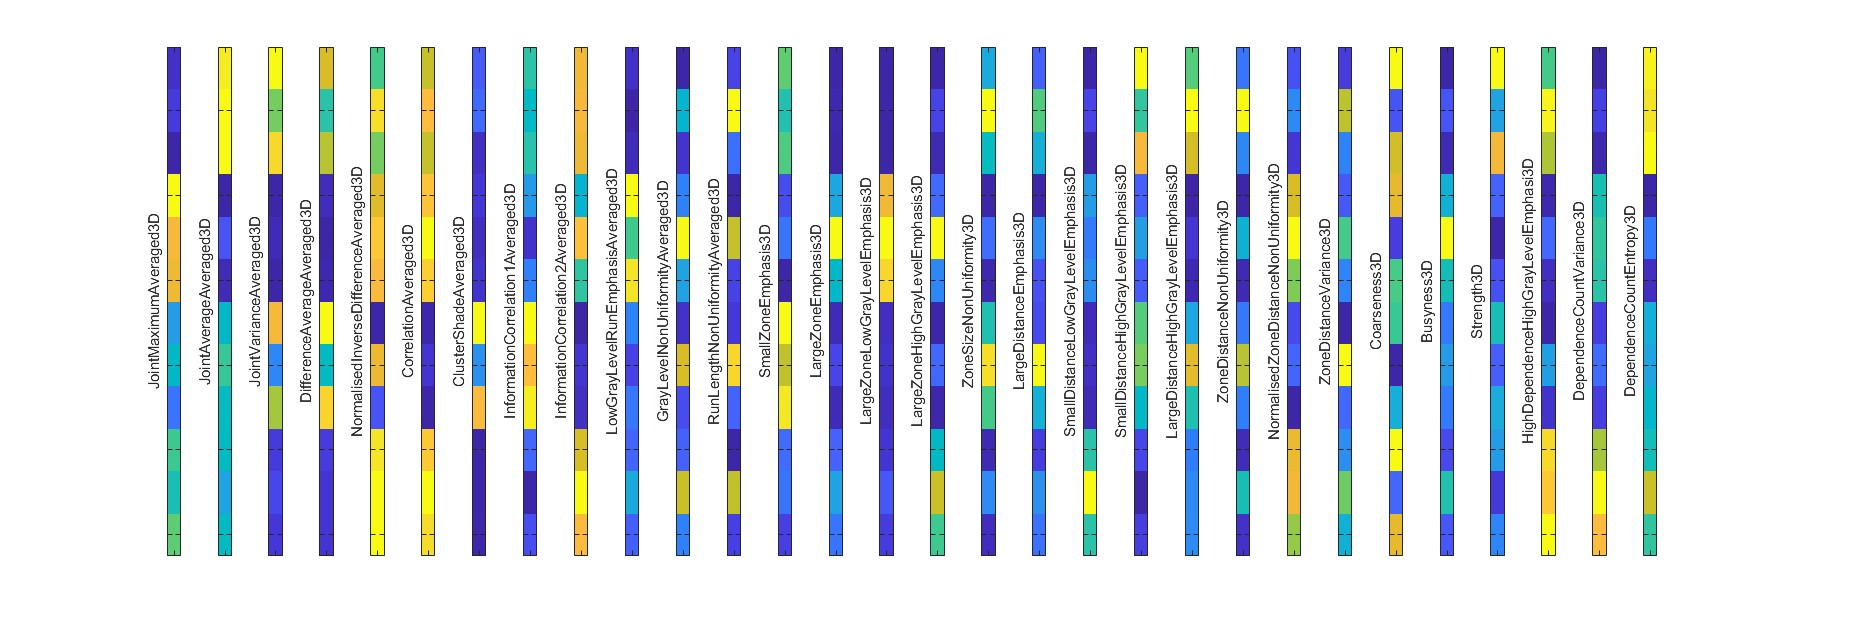 JointMaximumAveraged3D
JointAverageAveraged3D
JointVarianceAveraged3D
DifferenceAverageAveraged3D
NormalisedInverseDifferenceAveraged3D
CorrelationAveraged3D
ClusterShadeAveraged3D
InformationCorrelation1Averaged3D
InformationCorrelation2Averaged3D
LowGrayLevelRunEmphasisAveraged3D
GrayLevelNonUniformityAveraged3D
RunLengthNonUniformityAveraged3D
SmallZoneEmphasis3D
LargeZoneEmphasis3D
LargeZoneLowGrayLevelEmphasis3D
LargeZoneHighGrayLevelEmphasis3D
ZoneSizeNonUniformity3D
LargeDistanceEmphasis3D
SmallDistanceLowGrayLevelEmphasis3D
SmallDistanceHighGrayLevelEmphasis3D
LargeDistanceHighGrayLevelEmphasis3D
ZoneDistanceNonUniformity3D
NormalisedZoneDistanceNonUniformity3D
ZoneDistanceVariance3D
Coarseness3D
Busyness3D
Strength3D
HighDependenceHighGrayLevelEmphasi3D
DependenceCountVariance3D
DependenceCountEntropy3D